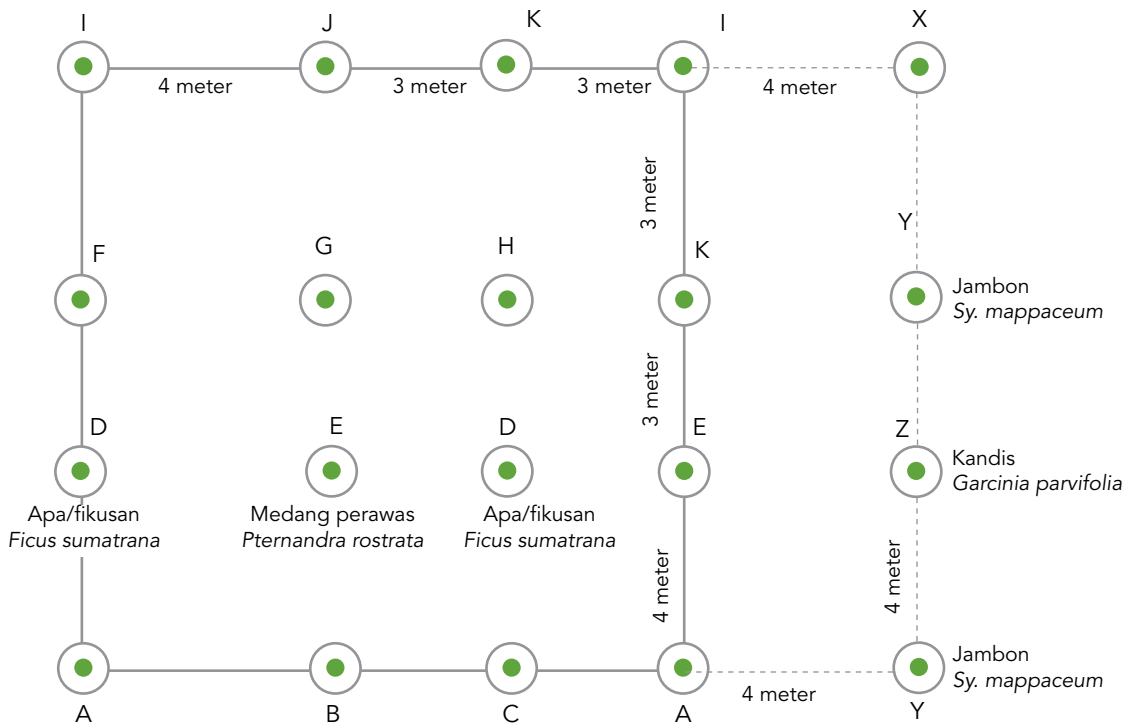 I
J
K
I
X
4 meter
3 meter
3 meter
4 meter
3 meter
F
G
H
K
Y
Jambon
Sy. mappaceum
3 meter
D
E
D
E
Z
Apa/fikusan
Ficus sumatrana
Medang perawas
Pternandra rostrata
Apa/fikusan
Ficus sumatrana
Kandis
Garcinia parvifolia
4 meter
4 meter
A
B
C
A
4 meter
Y
Jambon
Sy. mappaceum